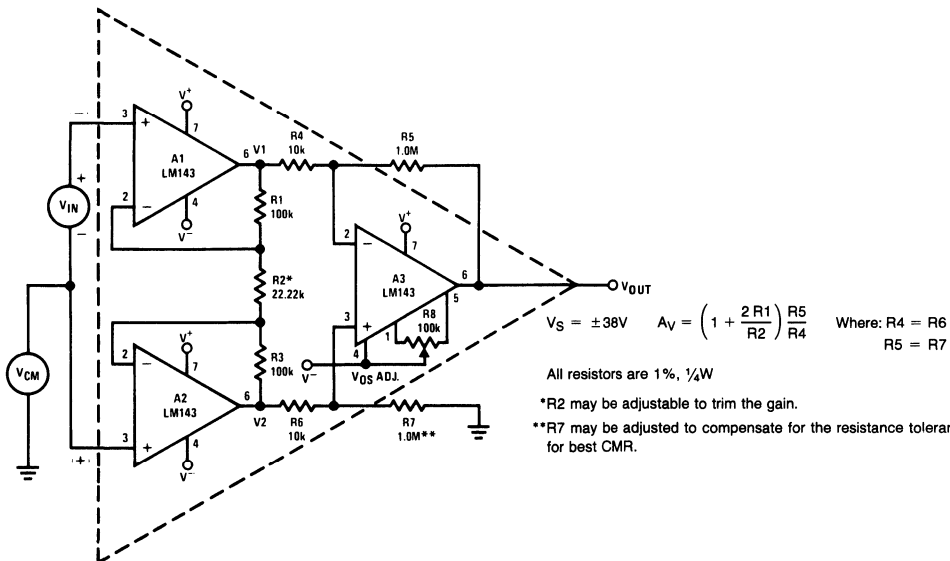 V+
3
+
7
A1
LM143
6
V1
R4
10k
R5
1.0M
2
−
4
V−
R1
100k
+
VIN
−
R2*
22.22k
V+
2
−
7
A3
LM143
6
5
R8
100k
3
+
1
4
V−
VOS ADJ.
VOUT
VS = ±38V
AV = (1 + 2 R1 / R2) R5 / R4
Where: R4 = R6
R5 = R7
All resistors are 1%, ¼W
*R2 may be adjustable to trim the gain.
**R7 may be adjusted to compensate for the resistance toleran
for best CMR.
VCM
V+
2
−
7
A2
LM143
6
V2
R3
100k
R6
10k
R7
1.0M**
3
+
4
V−
−
+